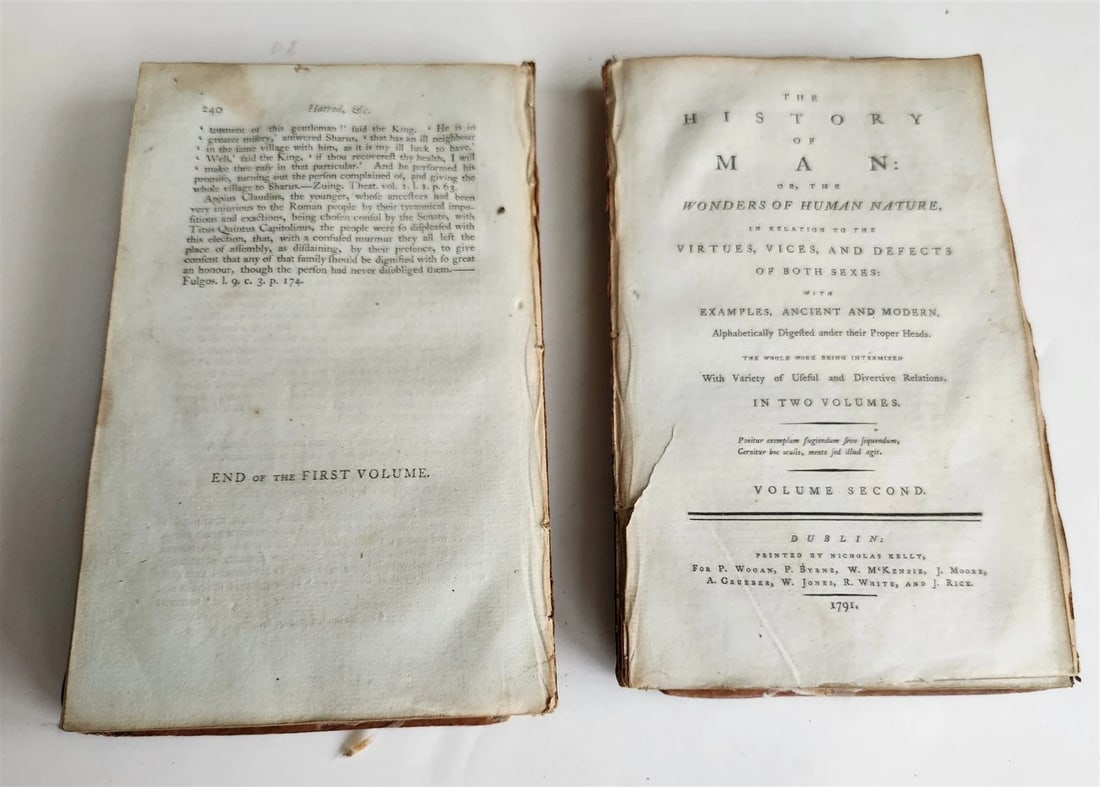 240 Hatred, &c.
‘ torment of this gentleman!’ ſaid the King. ‘ He is in
‘ greater miſery,’ anſwered Sharus, ‘ that has an ill neighbour
‘ in the ſame village with him, as it is my ill luck to have.’
‘ Well,’ ſaid the King, ‘ if thou recovereſt thy health, I will
‘ make thee eaſy in that particular.’ And he performed his
promiſe, turning out the perſon complained of, and giving the
whole village to Sharus.—Zuing. Theat. vol. 1. l. 1. p. 63.
Appius Claudius, the younger, whoſe anceſtors had been
very injurious to the Roman people by their tyrannical impo-
ſitions and exactions, being choſen conſul by the Senate, with
Titus Quintus Capitolinus, the people were ſo diſpleaſed with
this election, that, with a confuſed murmur they all left the
place of aſſembly, as diſdaining, by their preſence, to give
conſent that any of that family ſhould be dignified with ſo great
an honour, though the perſon had never diſobliged them.——
Fulgos. l. 9. c. 3. p. 174.
END OF THE FIRST VOLUME.
THE
HISTORY
OF
MAN:
OR, THE
WONDERS OF HUMAN NATURE,
IN RELATION TO THE
VIRTUES, VICES, AND DEFECTS
OF BOTH SEXES:
WITH
EXAMPLES, ANCIENT AND MODERN,
Alphabetically Digeſted under their Proper Heads.
THE WHOLE WORK BEING INTERMIXED
With Variety of Uſeful and Divertive Relations.
IN TWO VOLUMES.
Ponitur exemplum fugiendum ſive ſequendum,
Cernitur hoc oculis, mente ſed illud agit.
VOLUME SECOND.
DUBLIN:
PRINTED BY NICHOLAS KELLY,
FOR P. WOGAN, P. BYRNE, W. McKENZIE, J. MOORE,
A. GRUEBER, W. JONES, R. WHITE, AND J. RICE.
1791.